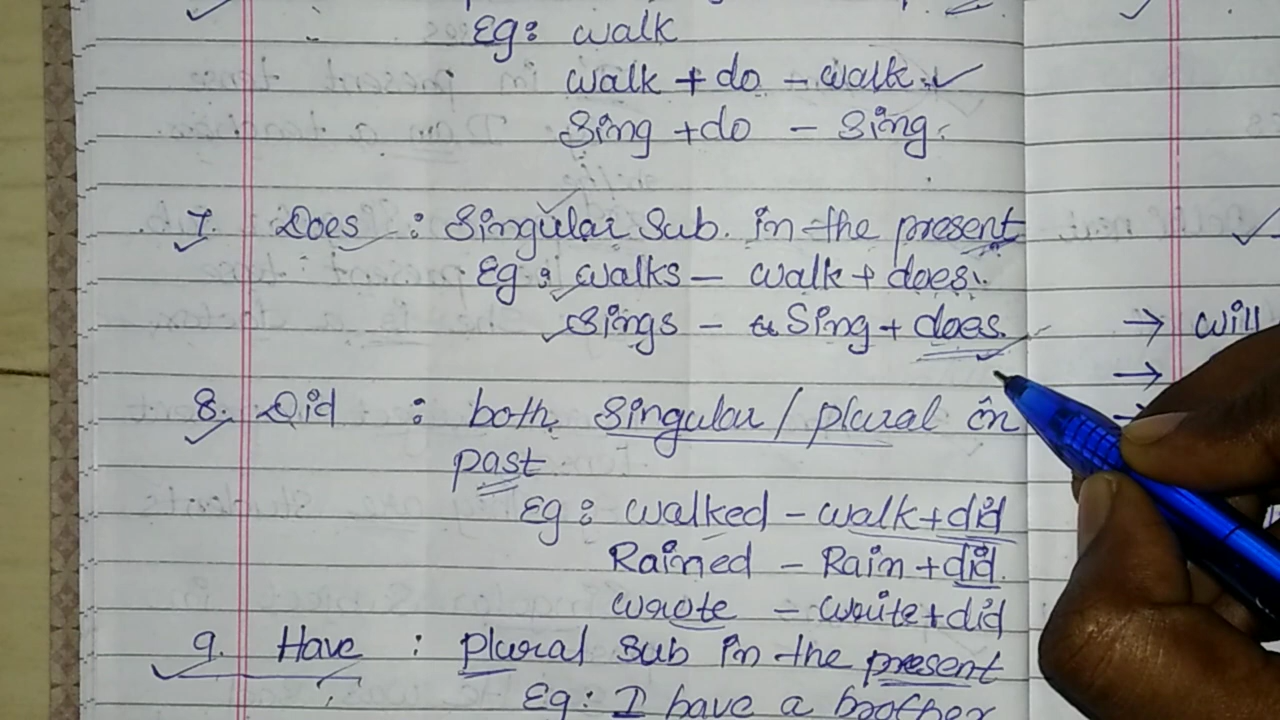 Eg: walk
walk + do - walk.
Sing + do - Sing.
7. Does : Singular Sub. in the present
Eg: walks - walk + does.
Sings - Sing + does.
→ will
→
8. Did : both Singular / plural in
past
Eg: walked - walk + did
Rained - Rain + did.
wrote - write + did
9. Have : plural Sub in the present
Eg: I have a brother